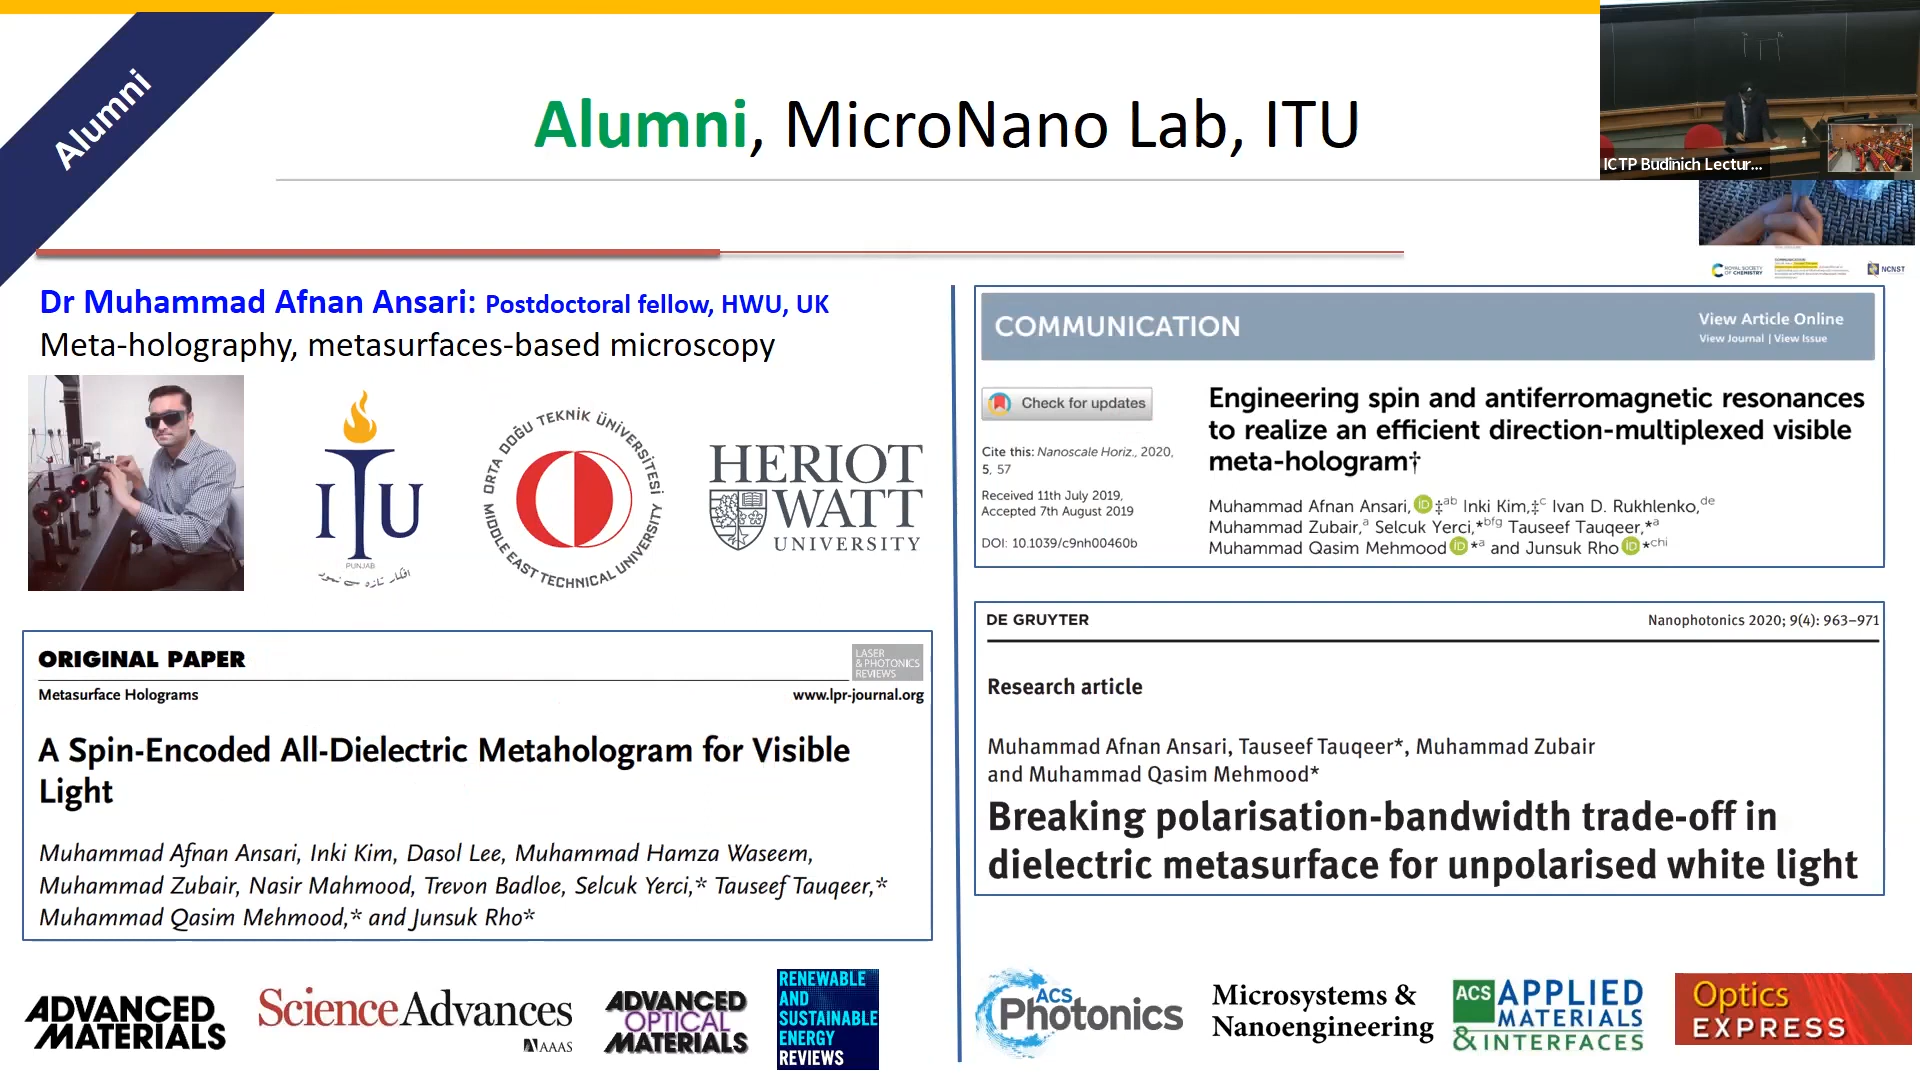 Alumni
Alumni, MicroNano Lab, ITU
ICTP Budinich Lectur...
ROYAL SOCIETY
OF CHEMISTRY
NCNST
Dr Muhammad Afnan Ansari: Postdoctoral fellow, HWU, UK
Meta-holography, metasurfaces-based microscopy
ITU
PUNJAB
ORTA DOĞU TEKNİK ÜNİVERSİTESİ
MIDDLE EAST TECHNICAL UNIVERSITY
HERIOT
WATT
UNIVERSITY
ORIGINAL PAPER
LASER
& PHOTONICS
REVIEWS
Metasurface Holograms
www.lpr-journal.org
A Spin-Encoded All-Dielectric Metahologram for Visible
Light
Muhammad Afnan Ansari, Inki Kim, Dasol Lee, Muhammad Hamza Waseem,
Muhammad Zubair, Nasir Mahmood, Trevon Badloe, Selcuk Yerci,* Tauseef Tauqeer,*
Muhammad Qasim Mehmood,* and Junsuk Rho*
COMMUNICATION
View Article Online
View Journal | View Issue
Check for updates
Cite this: Nanoscale Horiz., 2020,
5, 57
Received 11th July 2019,
Accepted 7th August 2019
DOI: 10.1039/c9nh00460b
Engineering spin and antiferromagnetic resonances
to realize an efficient direction-multiplexed visible
meta-hologram†
Muhammad Afnan Ansari, iD ‡ab Inki Kim,‡c Ivan D. Rukhlenko,de
Muhammad Zubair,a Selcuk Yerci,*bfg Tauseef Tauqeer,*a
Muhammad Qasim Mehmood iD *a and Junsuk Rho iD *chi
DE GRUYTER
Nanophotonics 2020; 9(4): 963–971
Research article
Muhammad Afnan Ansari, Tauseef Tauqeer*, Muhammad Zubair
and Muhammad Qasim Mehmood*
Breaking polarisation-bandwidth trade-off in
dielectric metasurface for unpolarised white light
ADVANCED
MATERIALS
ScienceAdvances
AAAS
ADVANCED
OPTICAL
MATERIALS
RENEWABLE
AND
SUSTAINABLE
ENERGY
REVIEWS
ACS
Photonics
Microsystems &
Nanoengineering
ACS APPLIED
MATERIALS
& INTERFACES
Optics
EXPRESS